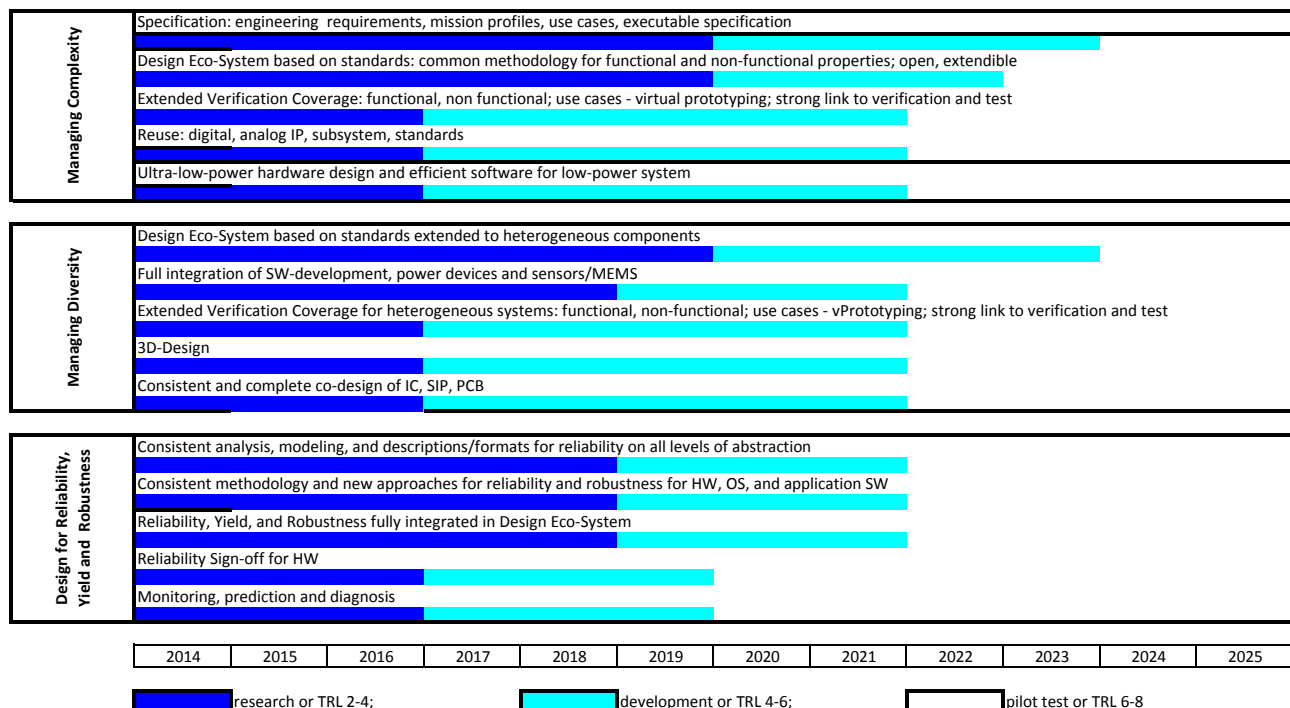 Managing Complexity
Specification: engineering requirements, mission profiles, use cases, executable specification
Design Eco-System based on standards: common methodology for functional and non-functional properties; open, extendible
Extended Verification Coverage: functional, non functional; use cases - virtual prototyping; strong link to verification and test
Reuse: digital, analog IP, subsystem, standards
Ultra-low-power hardware design and efficient software for low-power system
Managing Diversity
Design Eco-System based on standards extended to heterogeneous components
Full integration of SW-development, power devices and sensors/MEMS
Extended Verification Coverage for heterogeneous systems: functional, non-functional; use cases - vPrototyping; strong link to verification and test
3D-Design
Consistent and complete co-design of IC, SIP, PCB
Design for Reliability,
Yield and Robustness
Consistent analysis, modeling, and descriptions/formats for reliability on all levels of abstraction
Consistent methodology and new approaches for reliability and robustness for HW, OS, and application SW
Reliability, Yield, and Robustness fully integrated in Design Eco-System
Reliability Sign-off for HW
Monitoring, prediction and diagnosis
2014 2015 2016 2017 2018 2019 2020 2021 2022 2023 2024 2025
research or TRL 2-4; development or TRL 4-6; pilot test or TRL 6-8